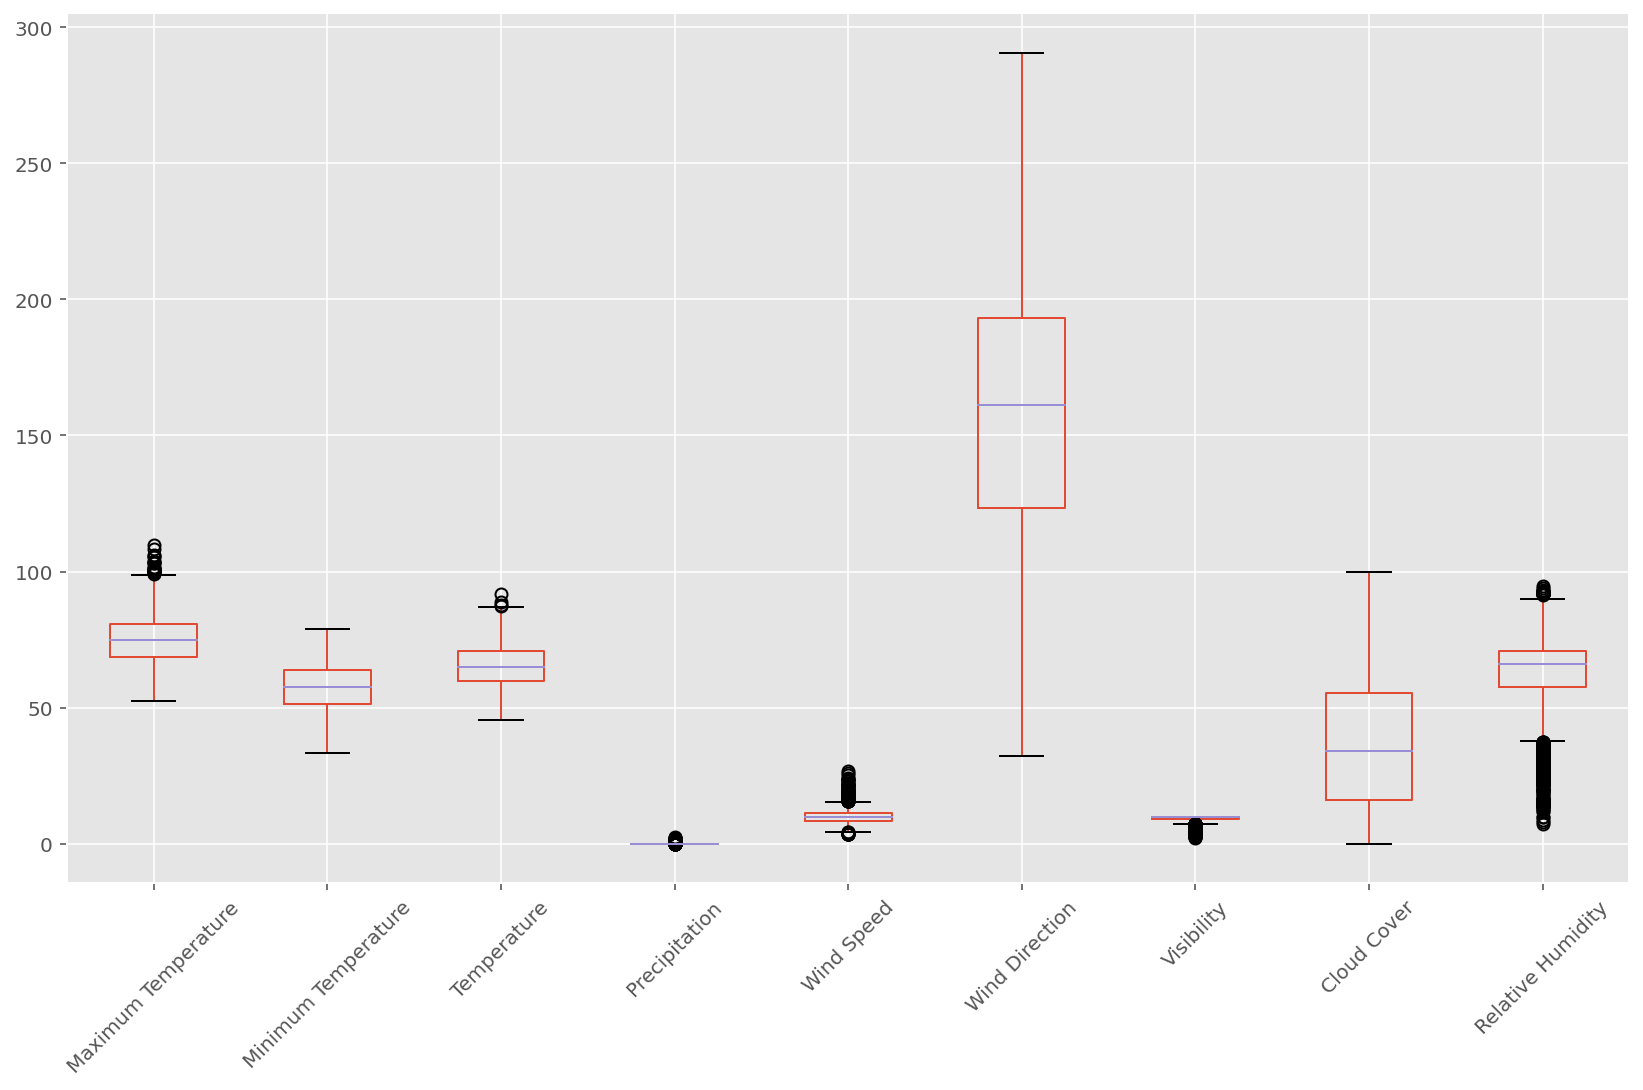 300
250
200
150
100
50
0
Maximum Temperature
Minimum Temperature
Temperature
Precipitation
Wind Speed
Wind Direction
Visibility
Cloud Cover
Relative Humidity